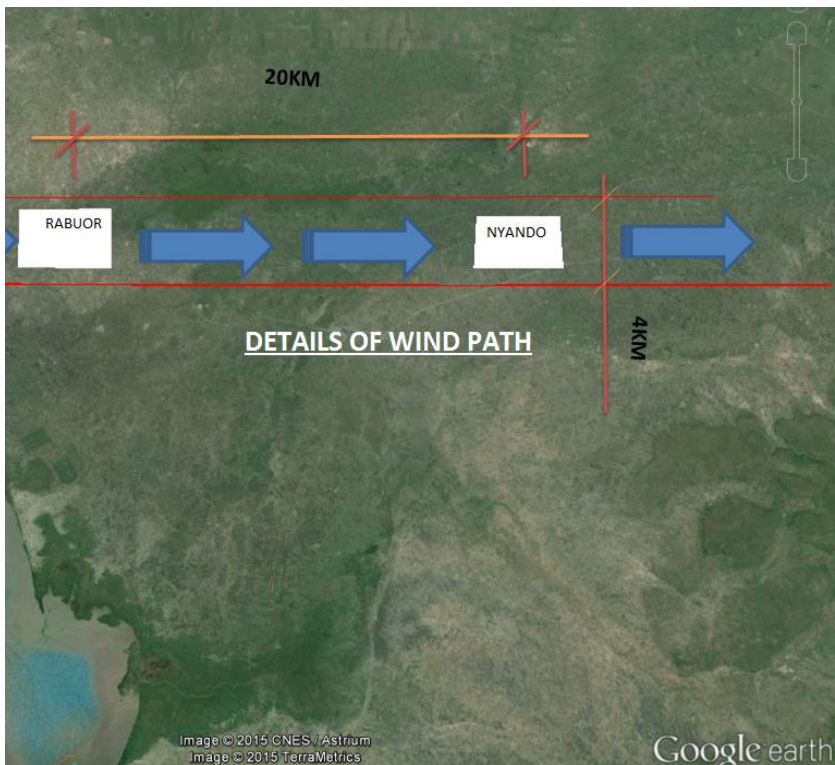 20KM
RABUOR
NYANDO
4KM
DETAILS OF WIND PATH
Image © 2015 CNES / Astrium
Image © 2015 TerraMetrics
Google earth